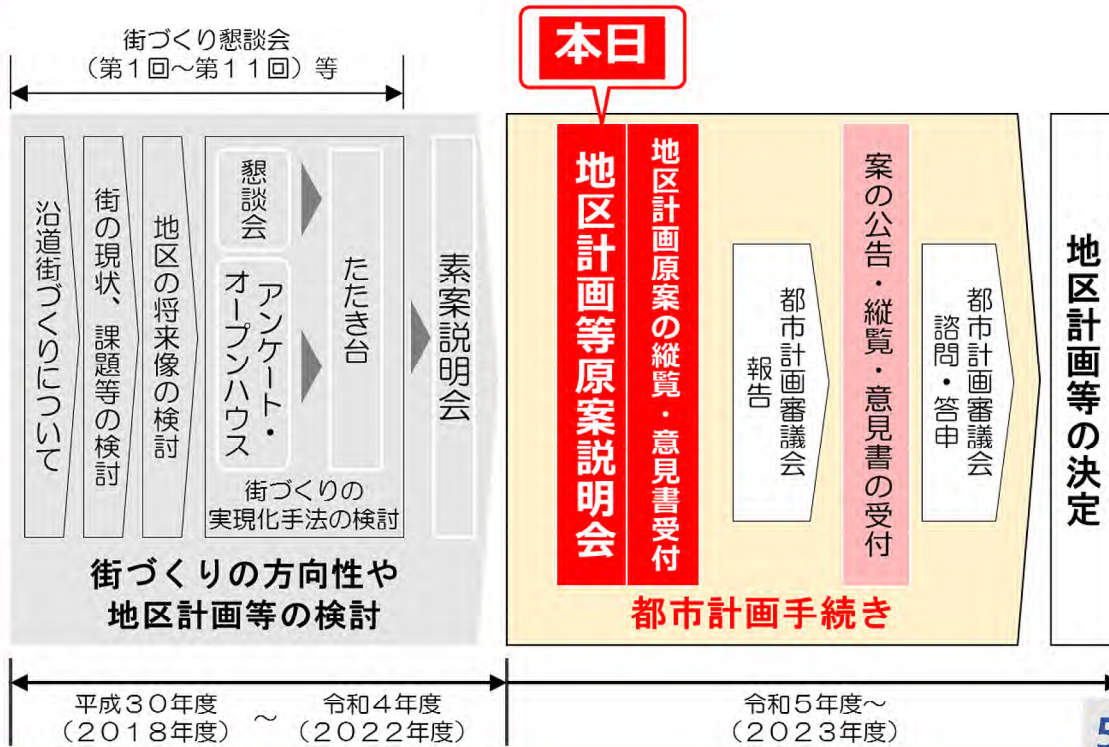 街づくり懇談会
（第１回～第１１回）等
本日
沿道街づくりについて
街の現状、課題等の検討
地区の将来像の検討
懇談会
アンケート・
オープンハウス
たたき台
街づくりの
実現化手法の検討
素案説明会
街づくりの方向性や
地区計画等の検討
地区計画等原案説明会
地区計画原案の縦覧・意見書受付
都市計画審議会
報告
案の公告・縦覧・意見書の受付
都市計画審議会
諮問・答申
都市計画手続き
地区計画等の決定
平成３０年度
（２０１８年度）
～
令和４年度
（２０２２年度）
令和５年度～
（２０２３年度）